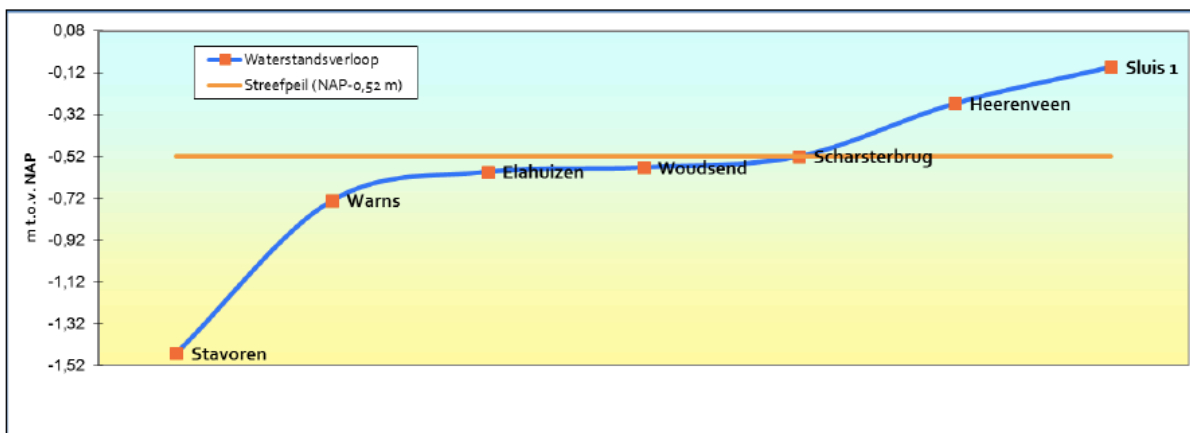 0,08
-0,12
-0,32
-0,52
-0,72
-0,92
-1,12
-1,32
-1,52
m t.o.v. NAP
Waterstandsverloop
Streefpeil (NAP-0,52 m)
Stavoren
Warns
Elahuizen
Woudsend
Scharsterbrug
Heerenveen
Sluis 1